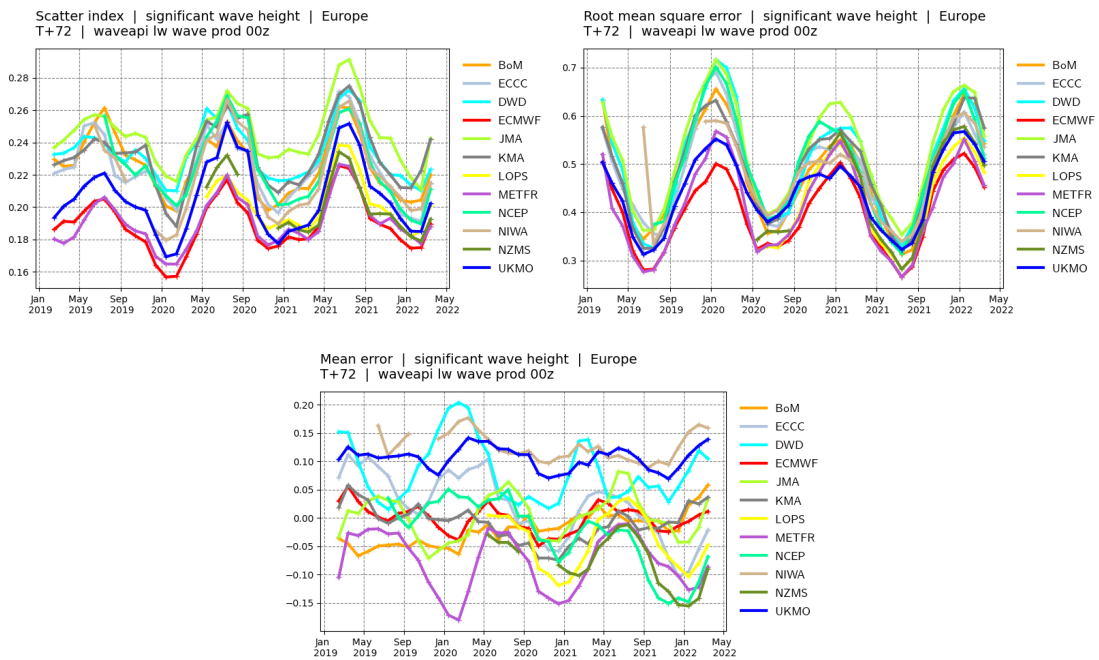 Scatter index | significant wave height | Europe
T+72 | waveapi lw wave prod 00z
0.28
0.26
0.24
0.22
0.20
0.18
0.16
Jan 2019
May 2019
Sep 2019
Jan 2020
May 2020
Sep 2020
Jan 2021
May 2021
Sep 2021
Jan 2022
May 2022
BoM
ECCC
DWD
ECMWF
JMA
KMA
LOPS
METFR
NCEP
NIWA
NZMS
UKMO
Root mean square error | significant wave height | Europe
T+72 | waveapi lw wave prod 00z
0.7
0.6
0.5
0.4
0.3
Jan 2019
May 2019
Sep 2019
Jan 2020
May 2020
Sep 2020
Jan 2021
May 2021
Sep 2021
Jan 2022
May 2022
BoM
ECCC
DWD
ECMWF
JMA
KMA
LOPS
METFR
NCEP
NIWA
NZMS
UKMO
Mean error | significant wave height | Europe
T+72 | waveapi lw wave prod 00z
0.20
0.15
0.10
0.05
0.00
−0.05
−0.10
−0.15
Jan 2019
May 2019
Sep 2019
Jan 2020
May 2020
Sep 2020
Jan 2021
May 2021
Sep 2021
Jan 2022
May 2022
BoM
ECCC
DWD
ECMWF
JMA
KMA
LOPS
METFR
NCEP
NIWA
NZMS
UKMO